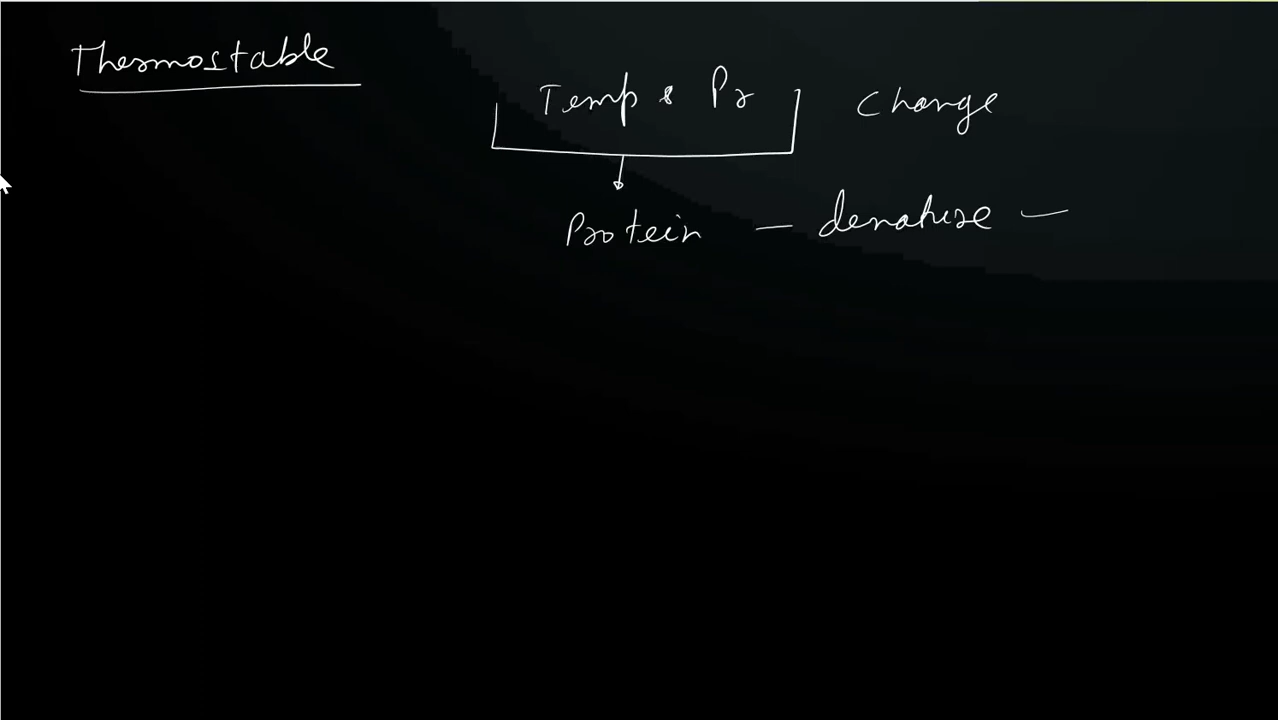 Thermostable
Temp & Pr Change
Protein — denature —